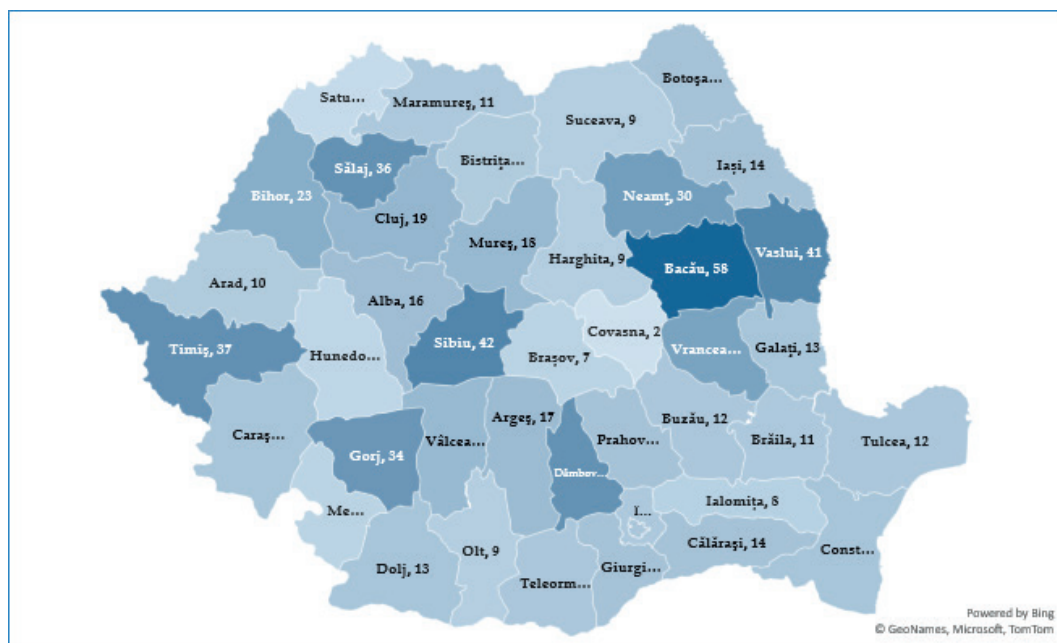 Botoşa...
Satu...
Maramureş, 11
Suceava, 9
Iaşi, 14
Bistriţa...
Sălaj, 36
Neamţ, 30
Bihor, 23
Cluj, 19
Mureş, 18
Vaslui, 41
Harghita, 9
Bacău, 58
Arad, 10
Alba, 16
Covasna, 2
Sibiu, 42
Timiş, 37
Hunedo...
Braşov, 7
Vrancea...
Galaţi, 13
Argeş, 17
Buzău, 12
Caraş...
Vâlcea...
Prahov...
Brăila, 11
Tulcea, 12
Gorj, 34
Dâmbov...
Ialomiţa, 8
Me...
I...
Călăraşi, 14
Olt, 9
Const...
Dolj, 13
Giurgi...
Teleorm...
Powered by Bing
© GeoNames, Microsoft, TomTom